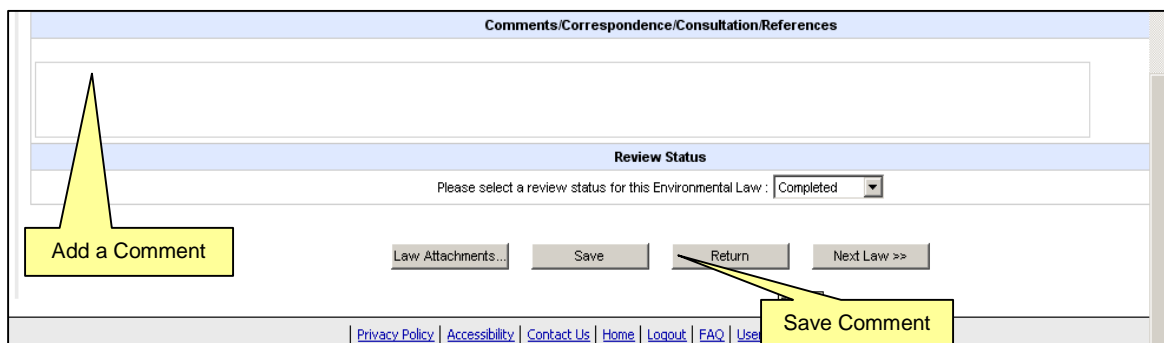 Comments/Correspondence/Consultation/References
Review Status
Please select a review status for this Environmental Law : Completed
Add a Comment
Law Attachments... Save Return Next Law >>
Save Comment
Privacy Policy | Accessibility | Contact Us | Home | Logout | FAQ |